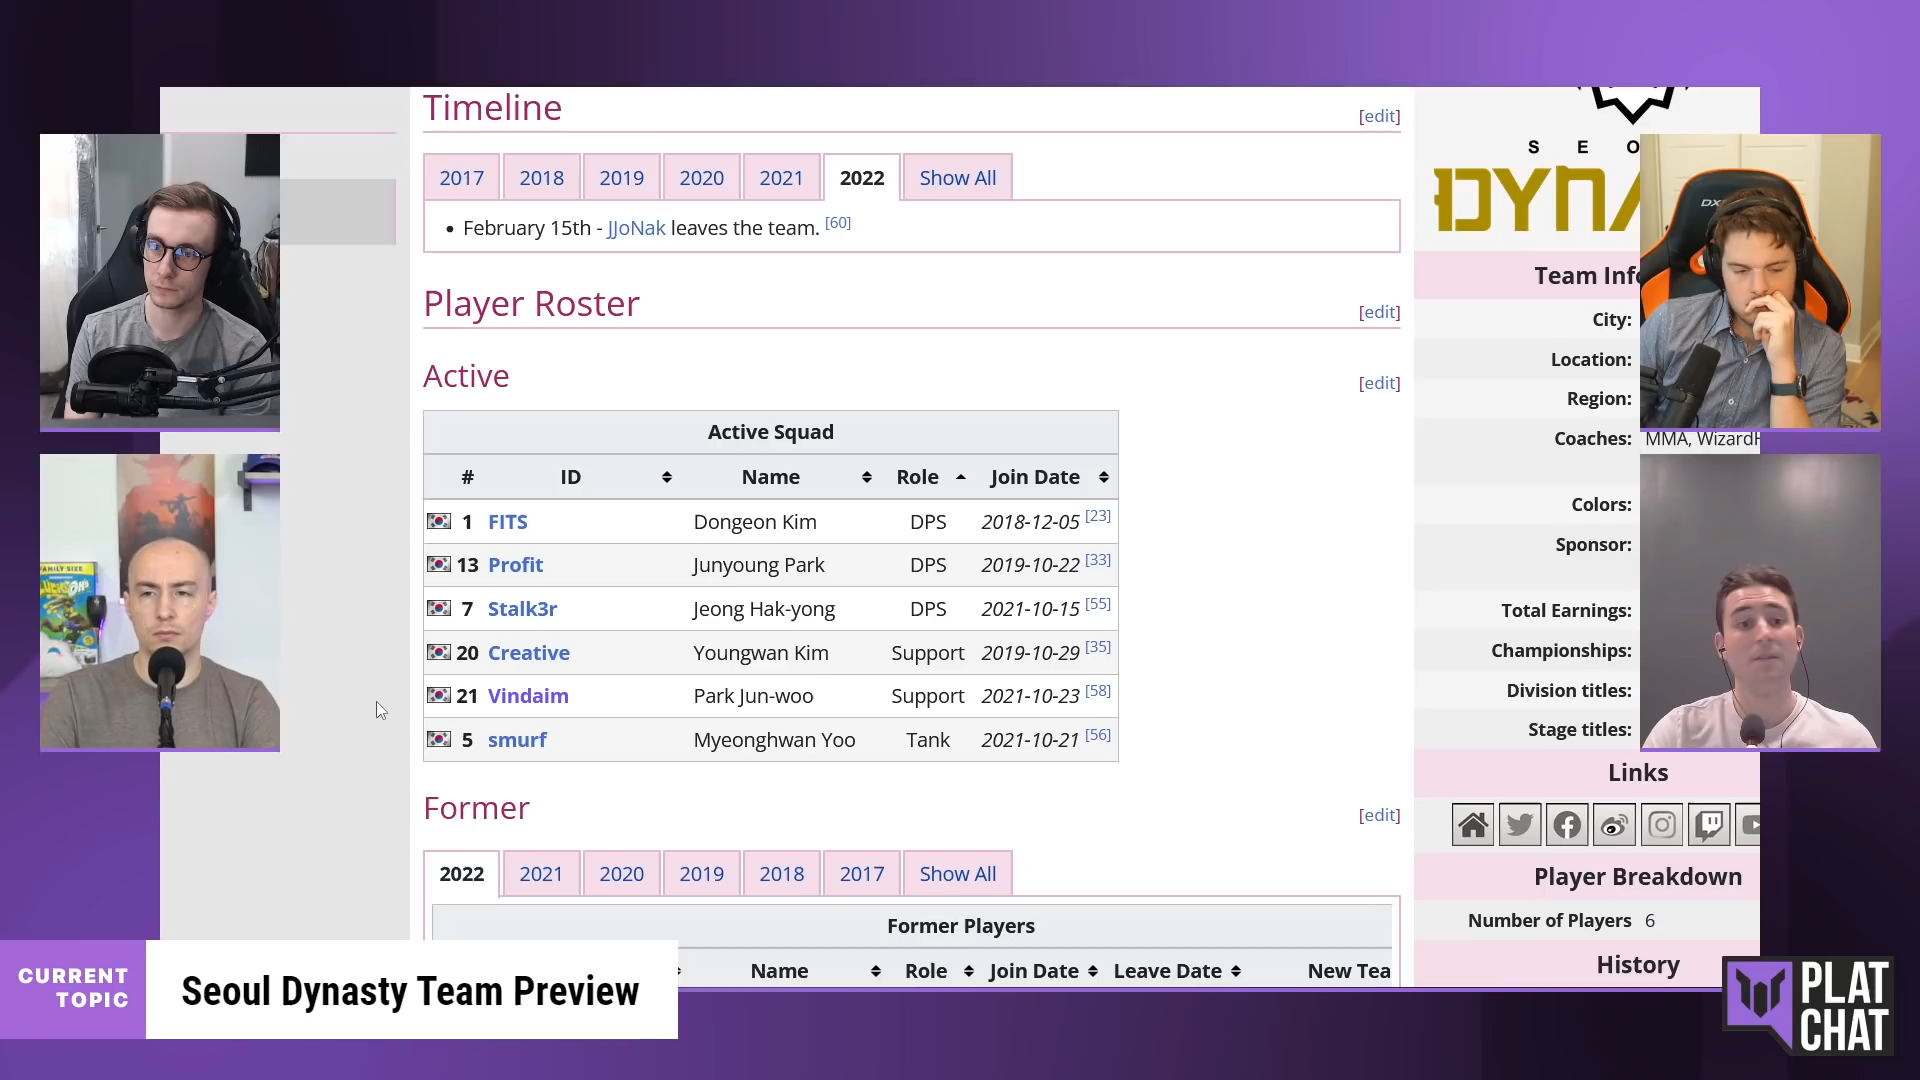 Timeline
[edit]
2017 2018 2019 2020 2021 2022 Show All
• February 15th - JJoNak leaves the team. [60]
Player Roster
[edit]
Active
[edit]
Active Squad
# ID Name Role Join Date
1 FITS Dongeon Kim DPS 2018-12-05 [23]
13 Profit Junyoung Park DPS 2019-10-22 [33]
7 Stalk3r Jeong Hak-yong DPS 2021-10-15 [55]
20 Creative Youngwan Kim Support 2019-10-29 [35]
21 Vindaim Park Jun-woo Support 2021-10-23 [58]
5 smurf Myeonghwan Yoo Tank 2021-10-21 [56]
Former
[edit]
2022 2021 2020 2019 2018 2017 Show All
Former Players
Name Role Join Date Leave Date New Tea
S E O
DYNA
Team Info
City:
Location:
Region:
Coaches: MMA, Wizard
Colors:
Sponsor:
Total Earnings:
Championships:
Division titles:
Stage titles:
Links
Player Breakdown
Number of Players 6
History
FAMILY SIZE
CURRENT
TOPIC
Seoul Dynasty Team Preview
PLAT
CHAT